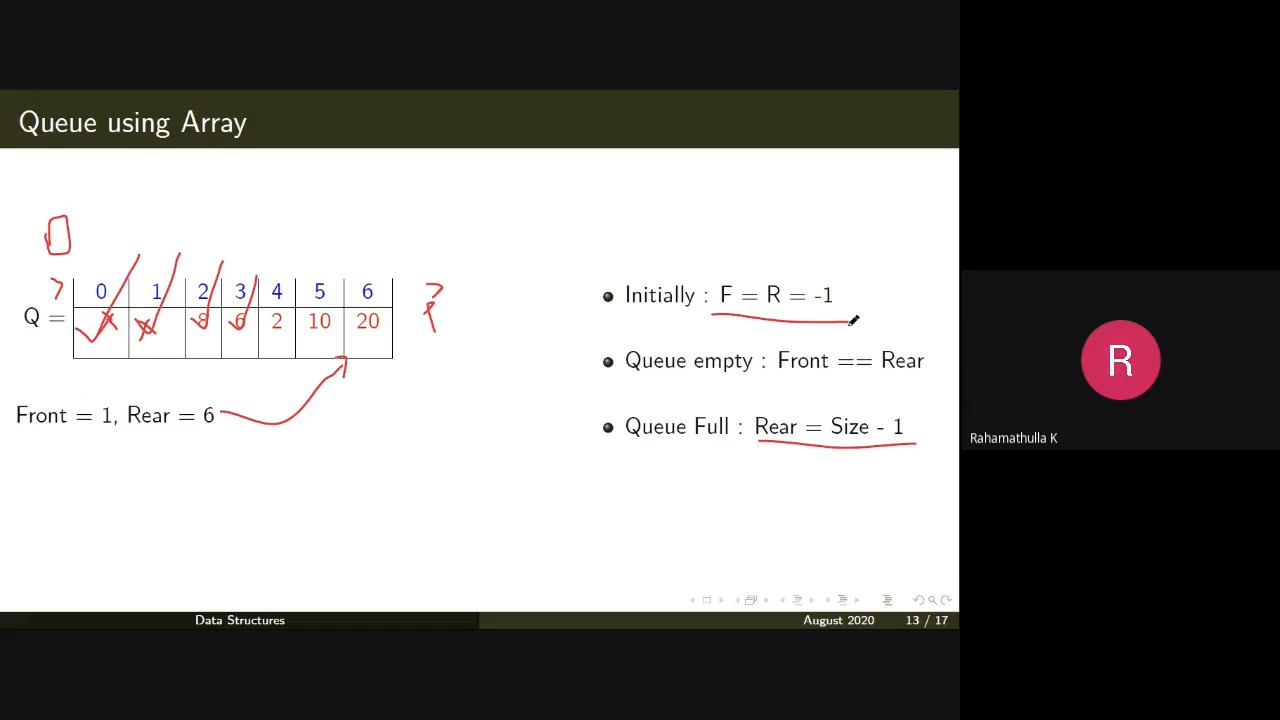 Queue using Array
0 1 2 3 4 5 6
Q = 8 6 2 10 20
Front = 1, Rear = 6
Initially : F = R = -1
Queue empty : Front == Rear
Queue Full : Rear = Size - 1
R
Rahamathulla K
Data Structures
August 2020 13 / 17